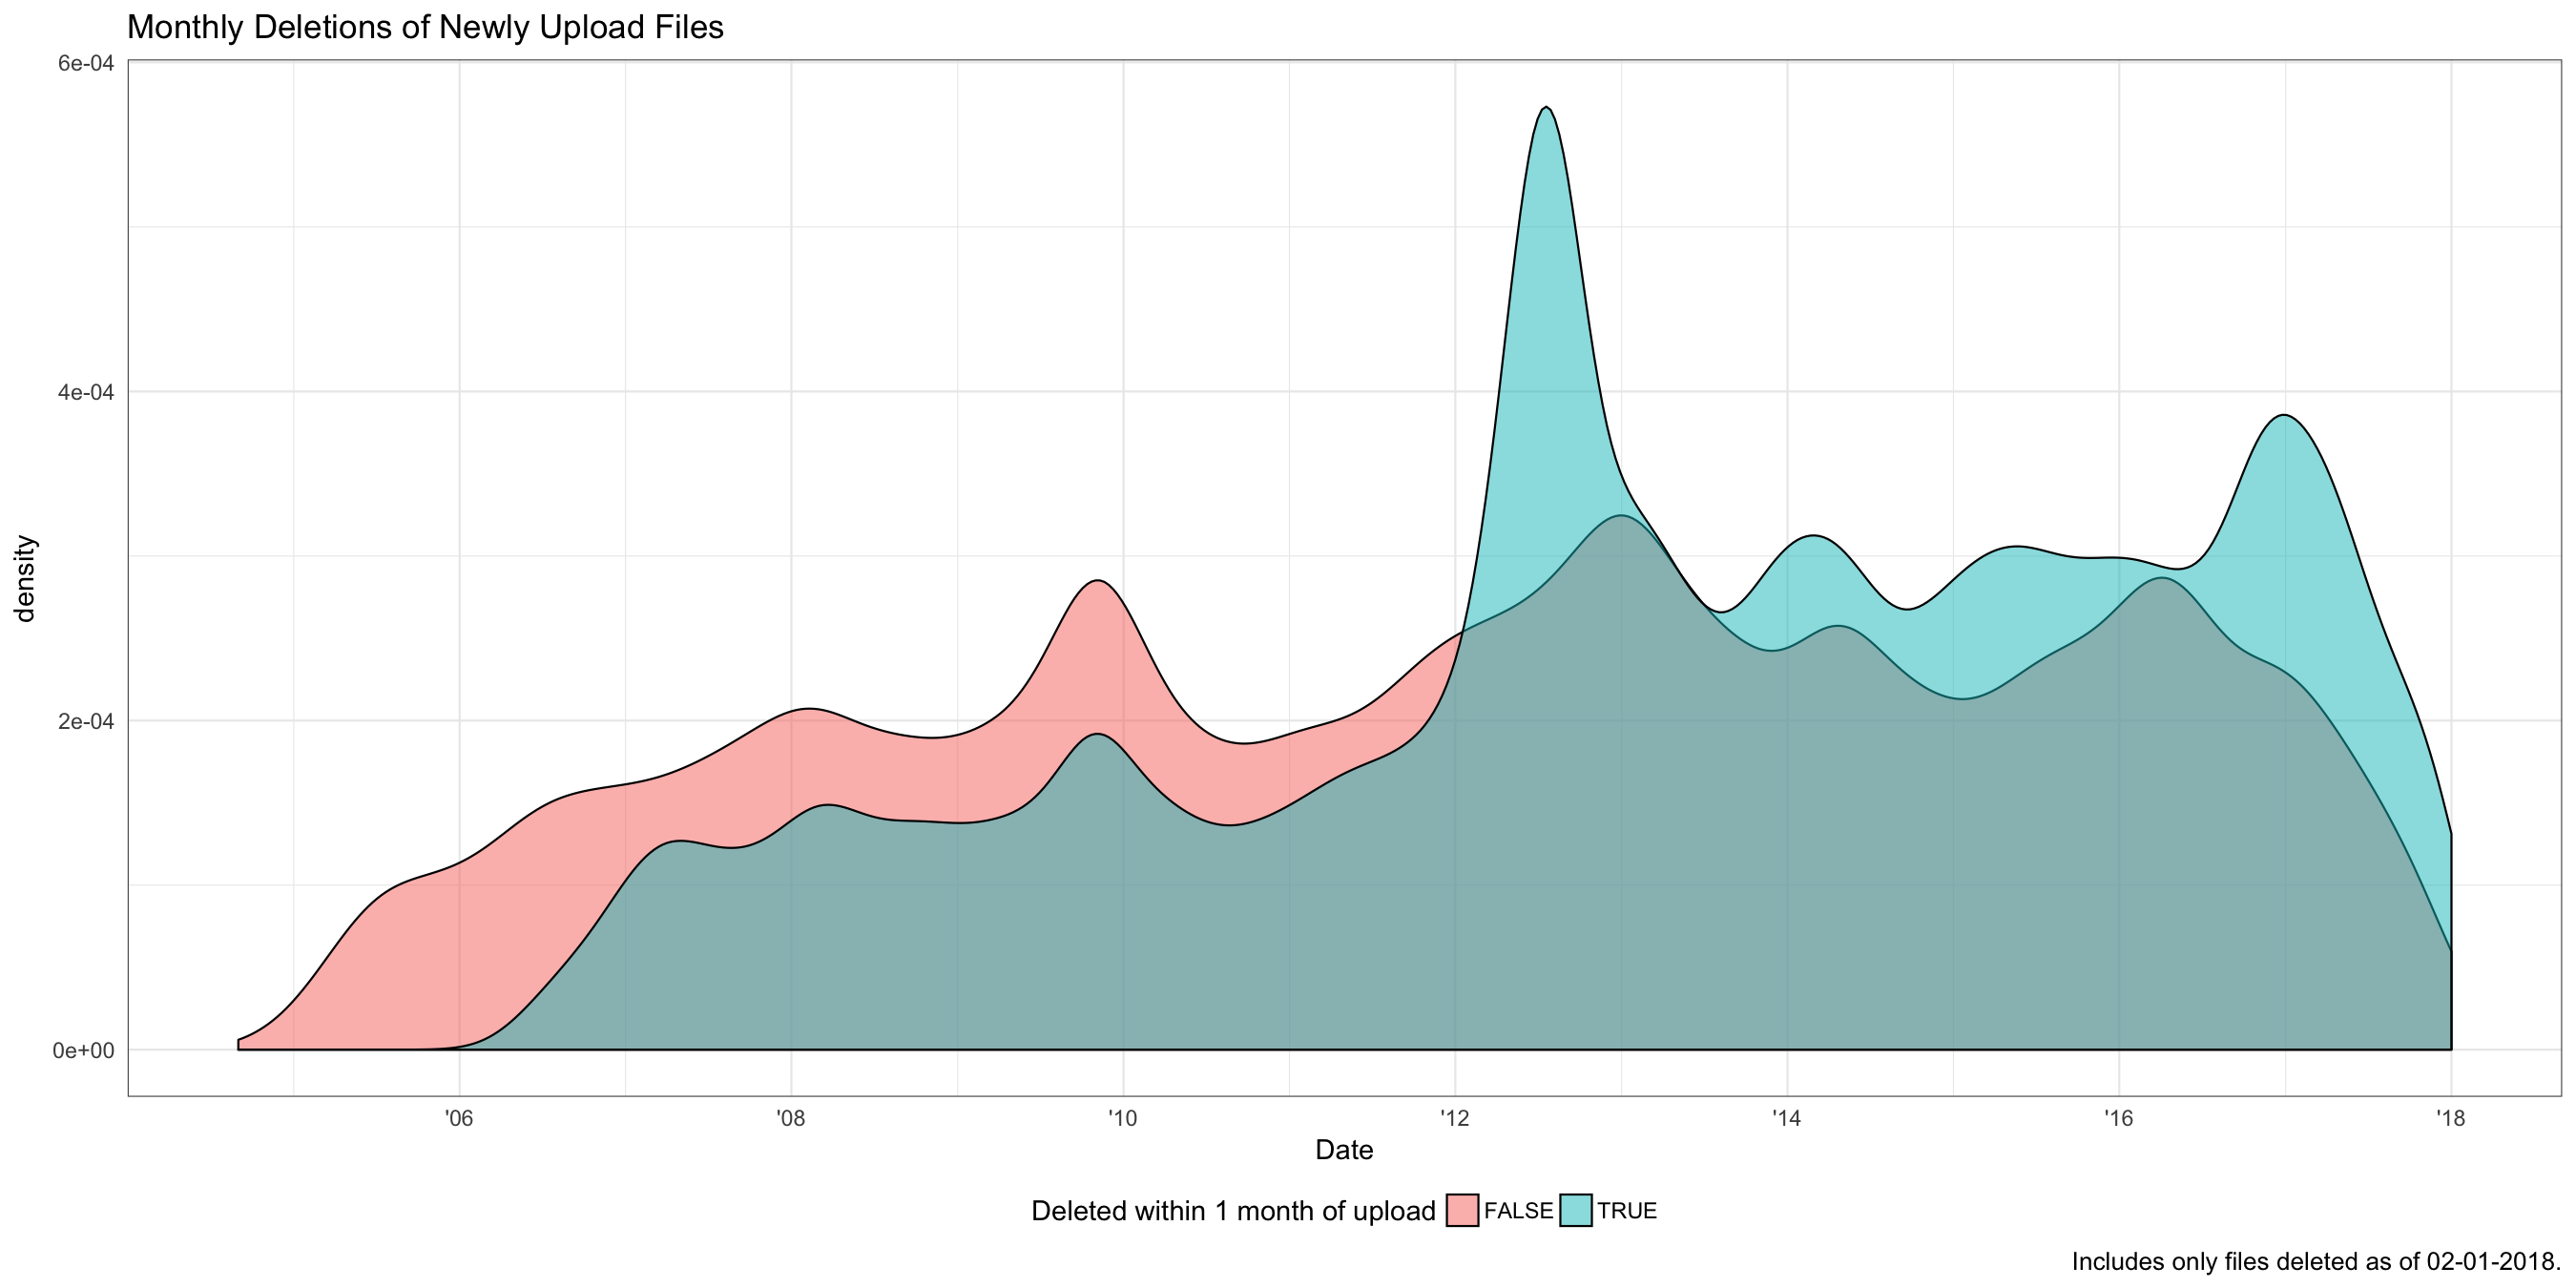 Monthly Deletions of Newly Upload Files
6e-04
4e-04
2e-04
0e+00
density
'06 '08 '10 '12 '14 '16 '18
Date
Deleted within 1 month of upload FALSE TRUE
Includes only files deleted as of 02-01-2018.